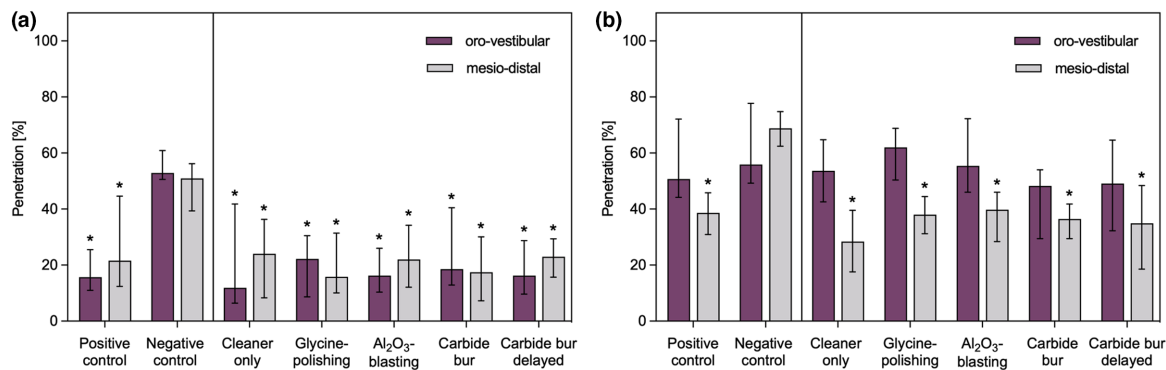 (a)
100
80
60
40
20
0
Penetration [%]
oro-vestibular
mesio-distal
* * * * * * * * * * * *
Positive control
Negative control
Cleaner only
Glycine-polishing
Al₂O₃-blasting
Carbide bur
Carbide bur delayed
(b)
100
80
60
40
20
0
Penetration [%]
oro-vestibular
mesio-distal
* * * * * *
Positive control
Negative control
Cleaner only
Glycine-polishing
Al₂O₃-blasting
Carbide bur
Carbide bur delayed